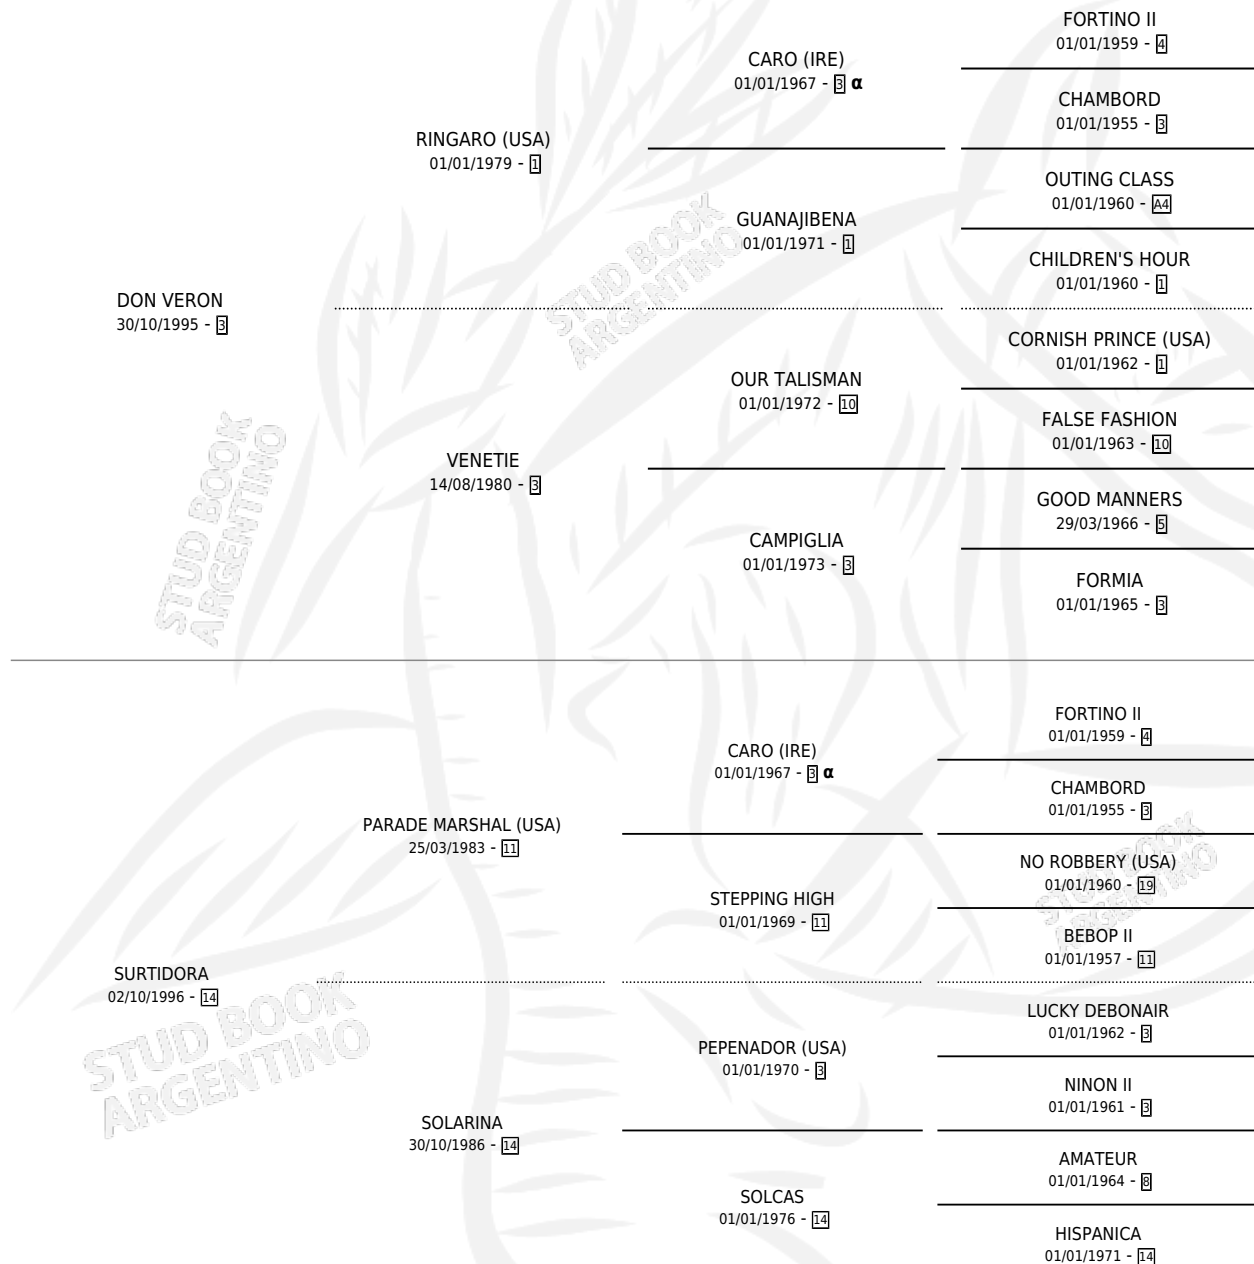 FORTINO II
01/01/1959 - 4
CARO (IRE)
01/01/1967 - 3 α
CHAMBORD
01/01/1955 - 3
RINGARO (USA)
01/01/1979 - 1
OUTING CLASS
01/01/1960 - A4
GUANAJIBENA
01/01/1971 - 1
CHILDREN'S HOUR
01/01/1960 - 1
DON VERON
30/10/1995 - 3
CORNISH PRINCE (USA)
01/01/1962 - 1
OUR TALISMAN
01/01/1972 - 10
FALSE FASHION
01/01/1963 - 10
VENETIE
14/08/1980 - 3
GOOD MANNERS
29/03/1966 - 5
CAMPIGLIA
01/01/1973 - 3
FORMIA
01/01/1965 - 3
FORTINO II
01/01/1959 - 4
CARO (IRE)
01/01/1967 - 3 α
CHAMBORD
01/01/1955 - 3
PARADE MARSHAL (USA)
25/03/1983 - 11
NO ROBBERY (USA)
01/01/1960 - 19
STEPPING HIGH
01/01/1969 - 11
BEBOP II
01/01/1957 - 11
SURTIDORA
02/10/1996 - 14
LUCKY DEBONAIR
01/01/1962 - 3
PEPENADOR (USA)
01/01/1970 - 3
NINON II
01/01/1961 - 3
SOLARINA
30/10/1986 - 14
AMATEUR
01/01/1964 - 8
SOLCAS
01/01/1976 - 14
HISPANICA
01/01/1971 - 14
STUD BOOK
ARGENTINO
STUD BOOK
ARGENTINO
STUD BOOK
ARGENTINO
STUD BOOK
ARGENTINO